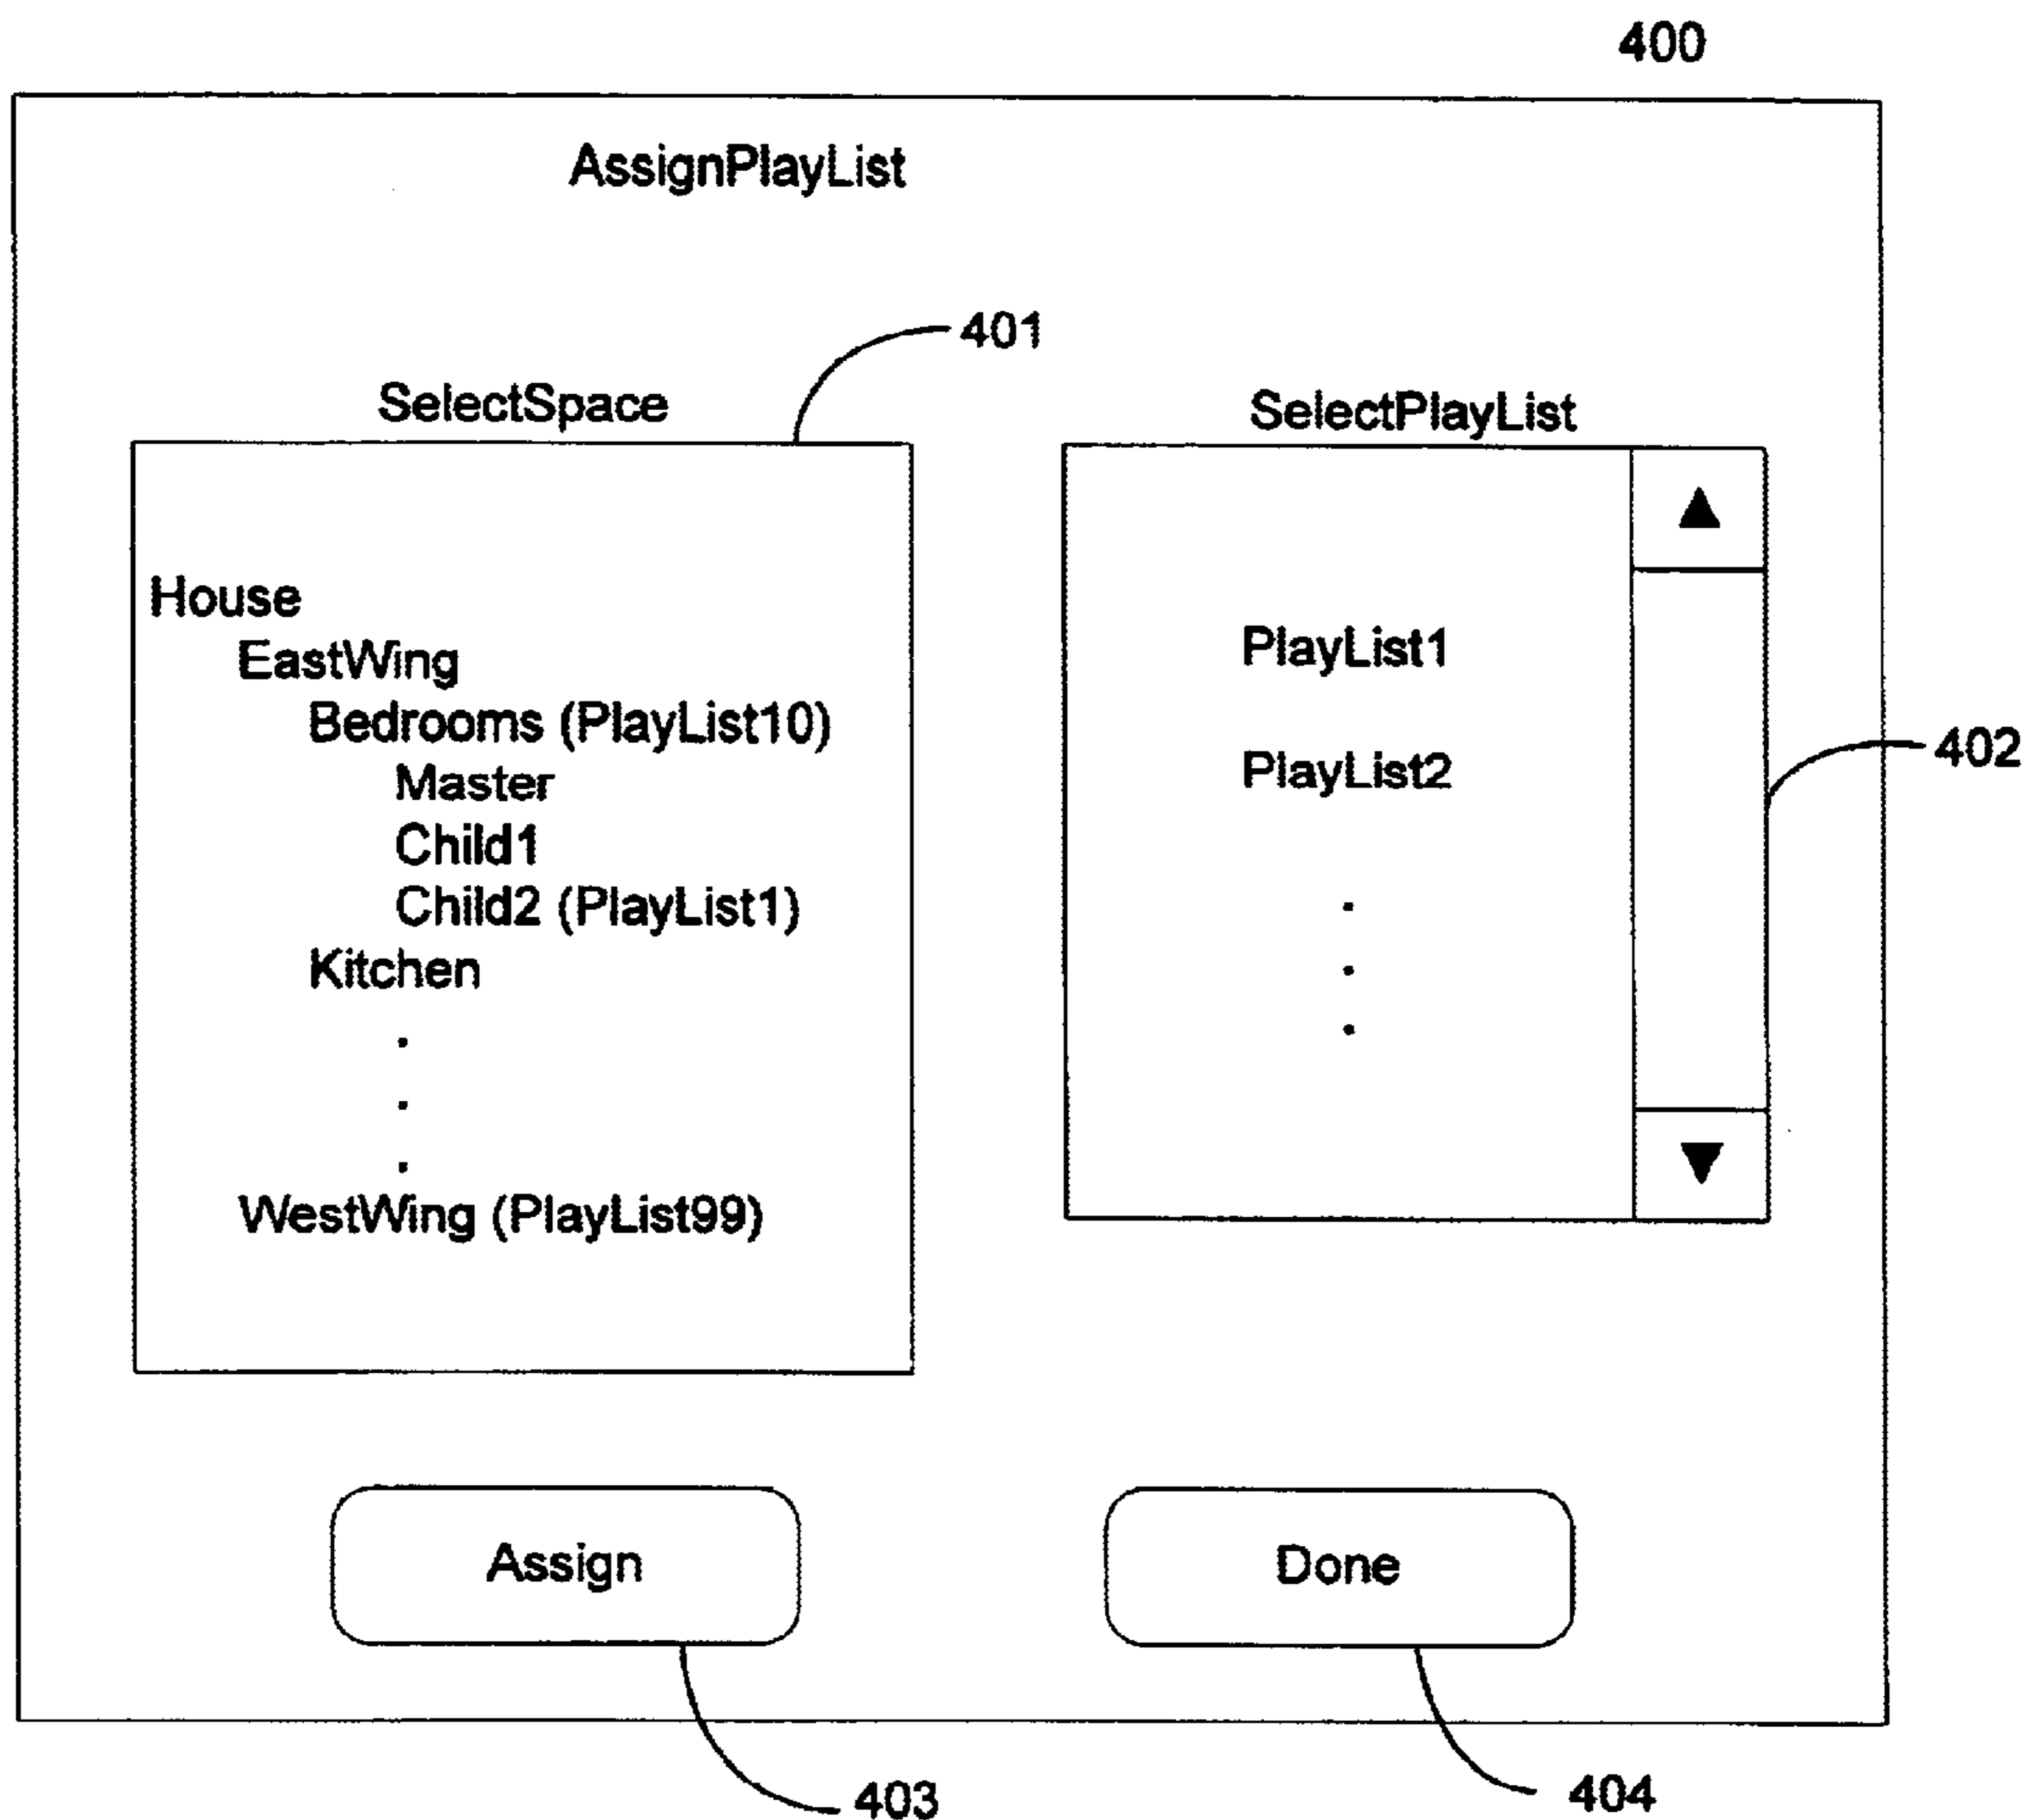 400
AssignPlayList
401
SelectSpace
House
EastWing
Bedrooms (PlayList10)
Master
Child1
Child2 (PlayList1)
Kitchen
.
.
.
WestWing (PlayList99)
SelectPlayList
PlayList1
PlayList2
.
.
.
402
Assign
Done
403
404